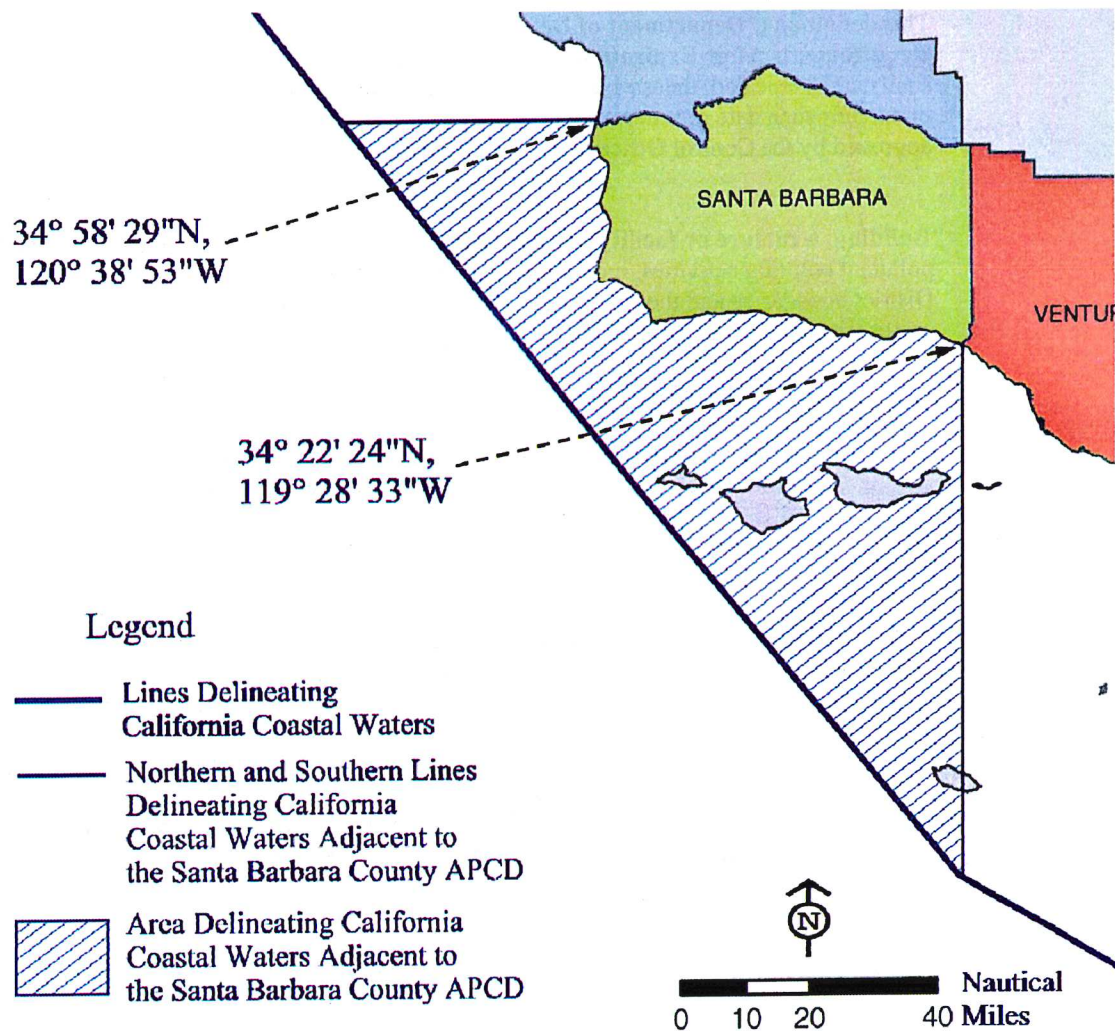 SANTA BARBARA
VENTUR
34° 58' 29"N,
120° 38' 53"W
34° 22' 24"N,
119° 28' 33"W
Legend
Lines Delineating
California Coastal Waters
Northern and Southern Lines
Delineating California
Coastal Waters Adjacent to
the Santa Barbara County APCD
Area Delineating California
Coastal Waters Adjacent to
the Santa Barbara County APCD
N
Nautical
Miles
0 10 20 40